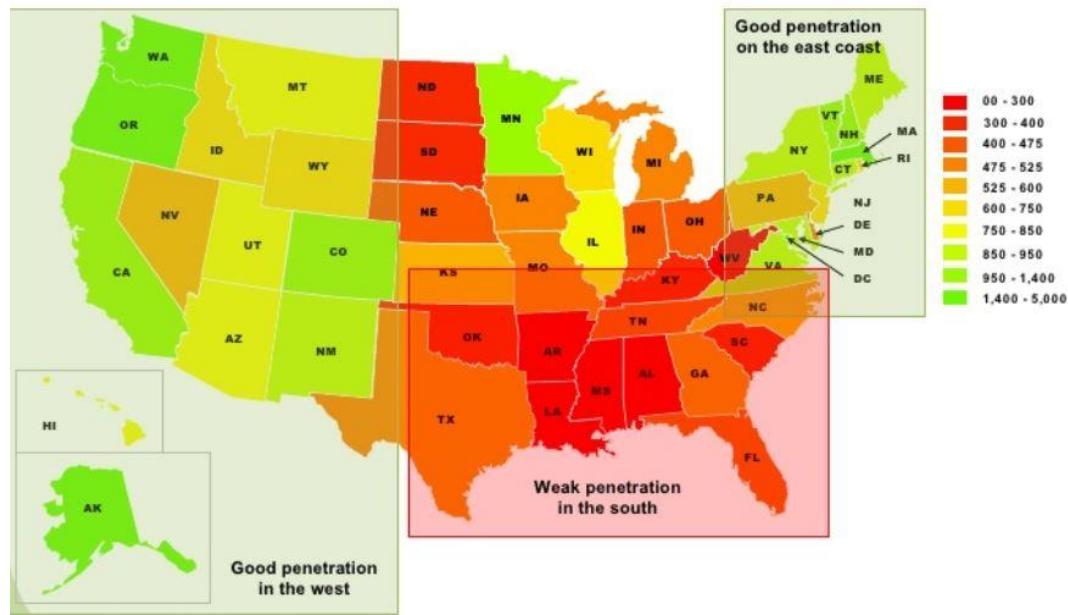 Good penetration
on the east coast
WA
MT
ND
MN
ME
OR
ID
WY
SD
WI
MI
VT
NH
NY
MA
CT
RI
NV
UT
CO
NE
IA
IL
IN
OH
PA
NJ
DE
MD
DC
CA
KS
MO
KY
WV
VA
AZ
NM
OK
AR
TN
NC
SC
TX
LA
MS
AL
GA
FL
HI
AK
00 - 300
300 - 400
400 - 475
475 - 525
525 - 600
600 - 750
750 - 850
850 - 950
950 - 1,400
1,400 - 5,000
Weak penetration
in the south
Good penetration
in the west